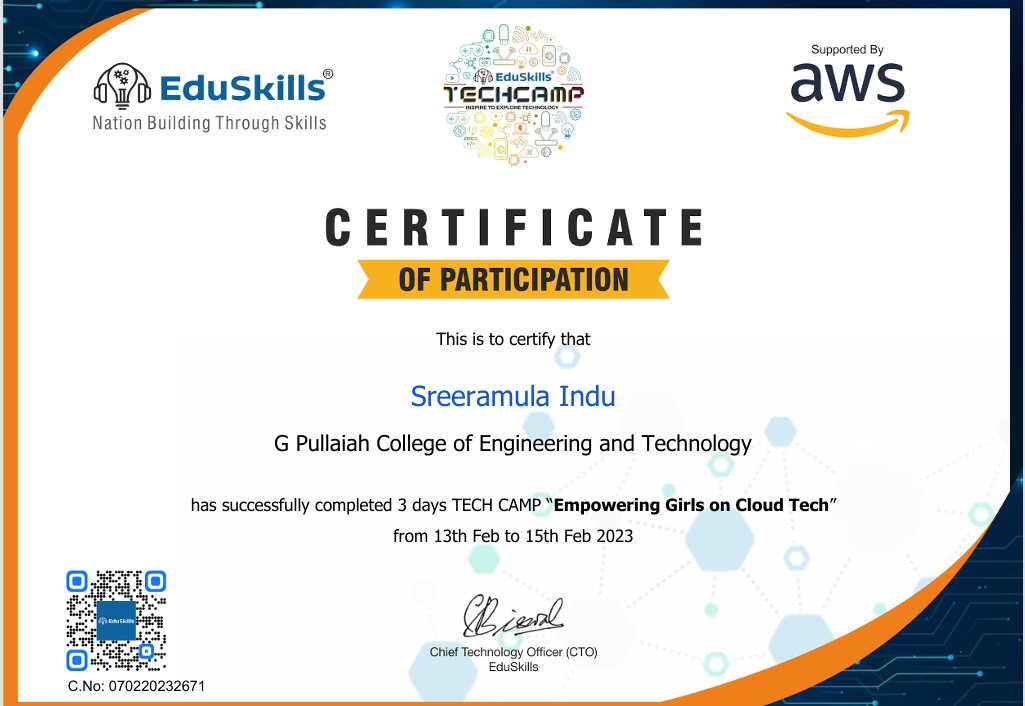 EduSkills®
Nation Building Through Skills
EduSkills®
TECHCAMP
INSPIRE TO EXPLORE TECHNOLOGY
Supported By
aws
CERTIFICATE
OF PARTICIPATION
This is to certify that
Sreeramula Indu
G Pullaiah College of Engineering and Technology
has successfully completed 3 days TECH CAMP “Empowering Girls on Cloud Tech”
from 13th Feb to 15th Feb 2023
EduSkills
Chief Technology Officer (CTO)
EduSkills
C.No: 070220232671